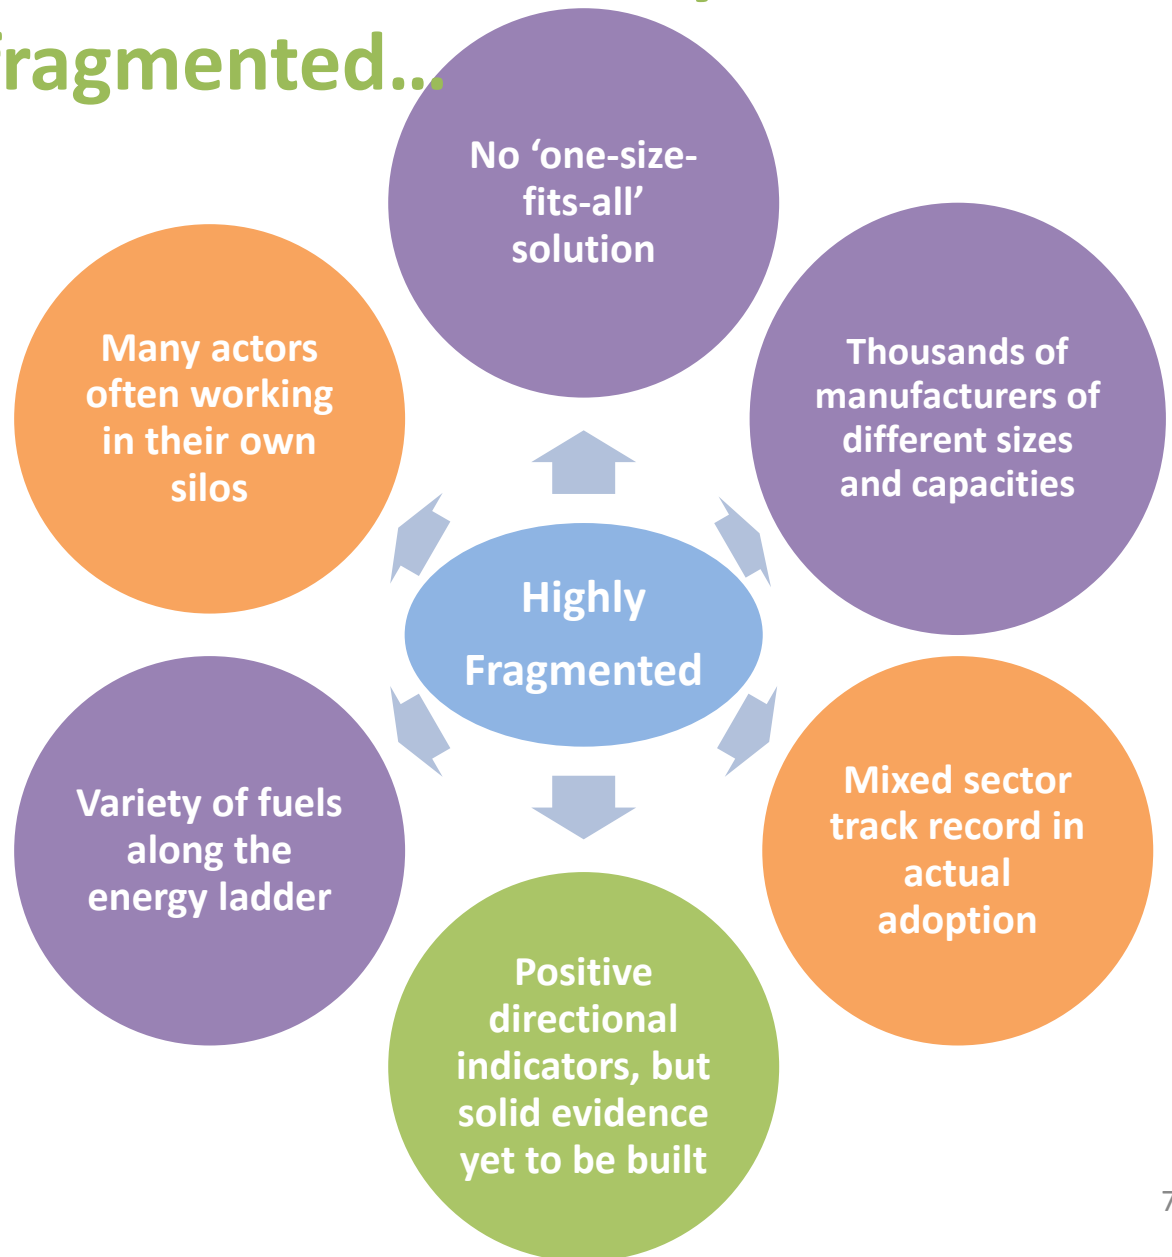 fragmented...
No ‘one-size-
fits-all’
solution
Many actors
often working
in their own
silos
Thousands of
manufacturers of
different sizes
and capacities
Highly
Fragmented
Variety of fuels
along the
energy ladder
Mixed sector
track record in
actual
adoption
Positive
directional
indicators, but
solid evidence
yet to be built
7